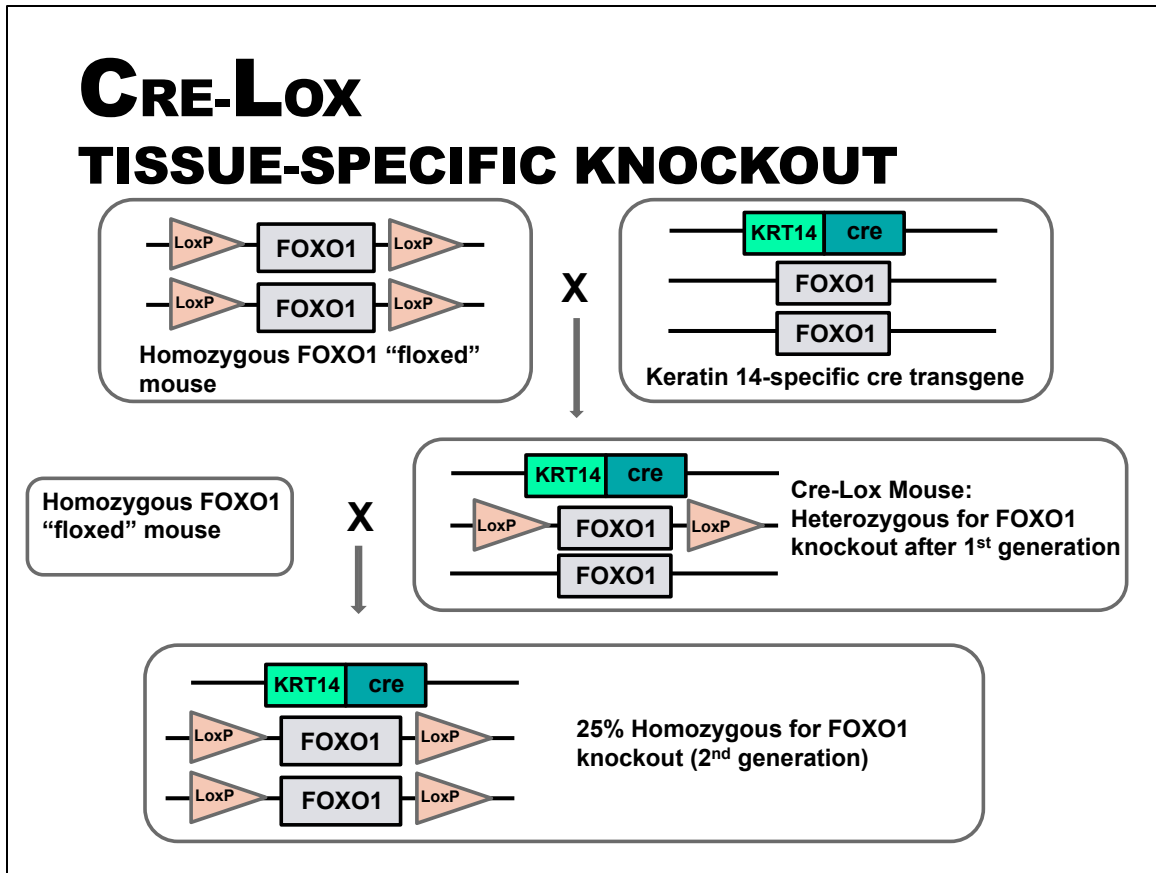 CRE-LOX
TISSUE-SPECIFIC KNOCKOUT
LoxP FOXO1 LoxP
LoxP FOXO1 LoxP
Homozygous FOXO1 “floxed”
mouse
X
KRT14 cre
FOXO1
FOXO1
Keratin 14-specific cre transgene
Homozygous FOXO1
“floxed” mouse
X
KRT14 cre
LoxP FOXO1 LoxP
FOXO1
Cre-Lox Mouse:
Heterozygous for FOXO1
knockout after 1st generation
KRT14 cre
LoxP FOXO1 LoxP
LoxP FOXO1 LoxP
25% Homozygous for FOXO1
knockout (2nd generation)